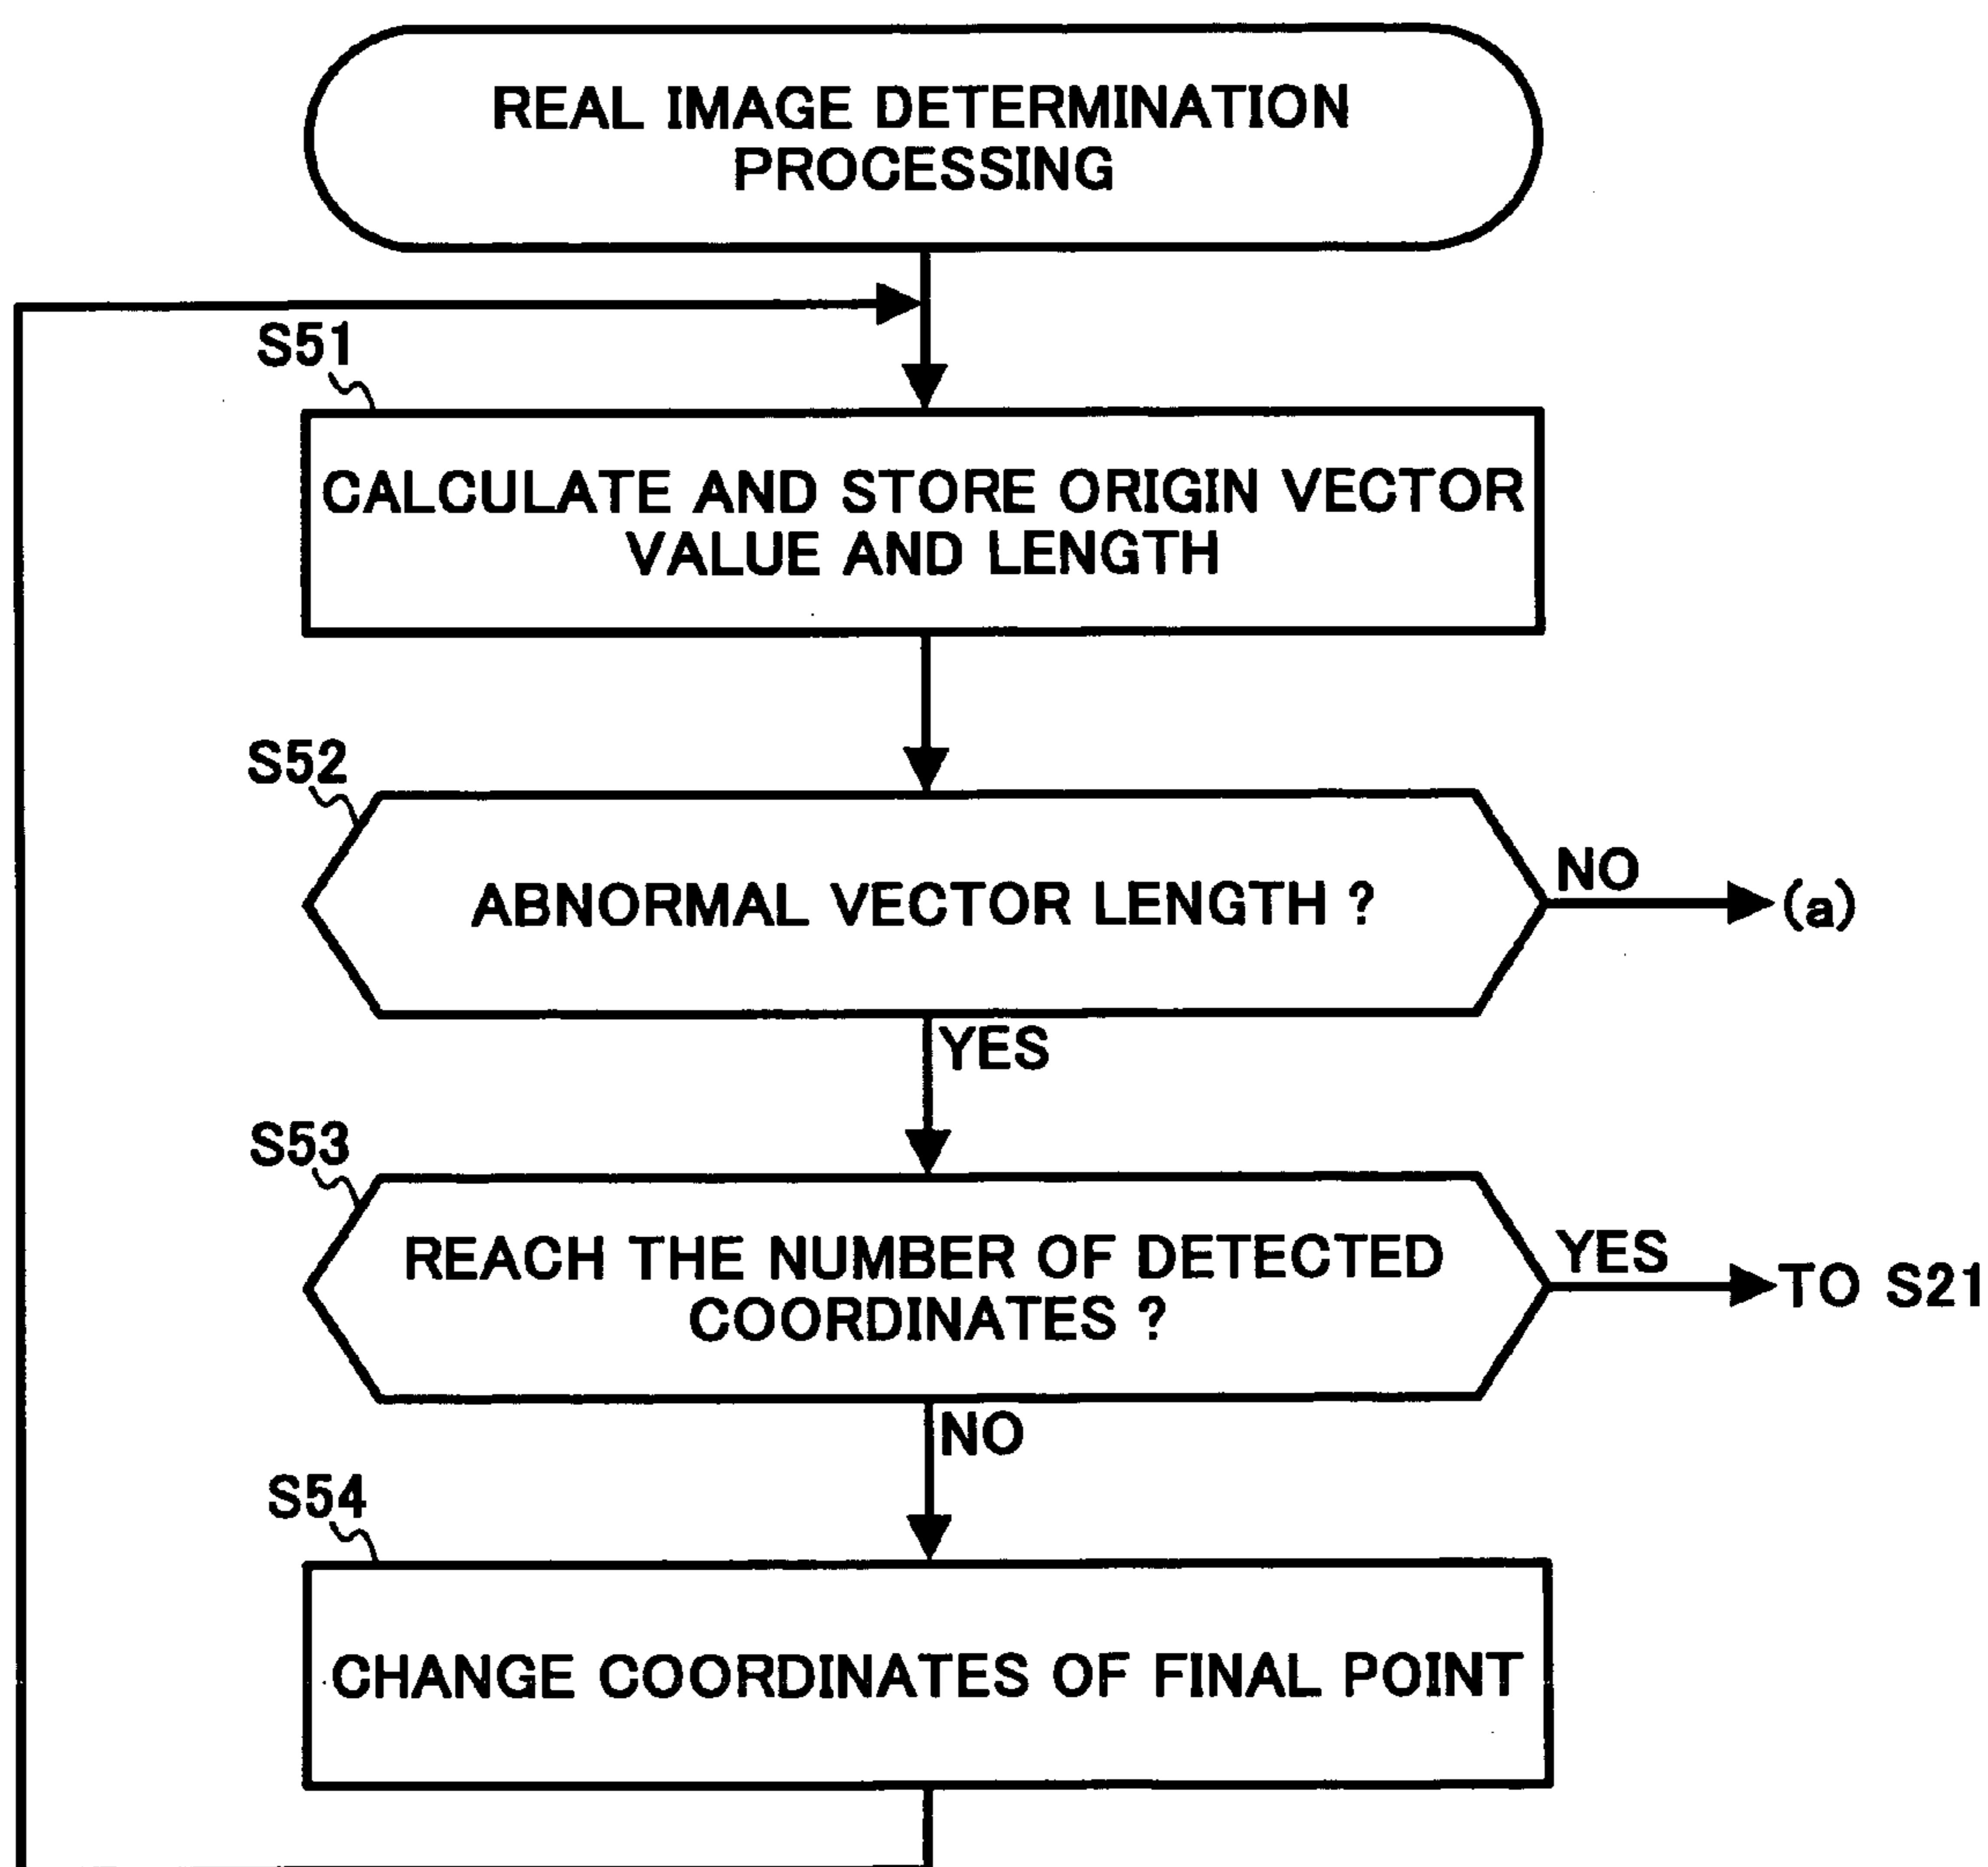 REAL IMAGE DETERMINATION
PROCESSING
S51
CALCULATE AND STORE ORIGIN VECTOR
VALUE AND LENGTH
S52
ABNORMAL VECTOR LENGTH ?
NO
(a)
YES
S53
REACH THE NUMBER OF DETECTED
COORDINATES ?
YES
TO S21
NO
S54
CHANGE COORDINATES OF FINAL POINT